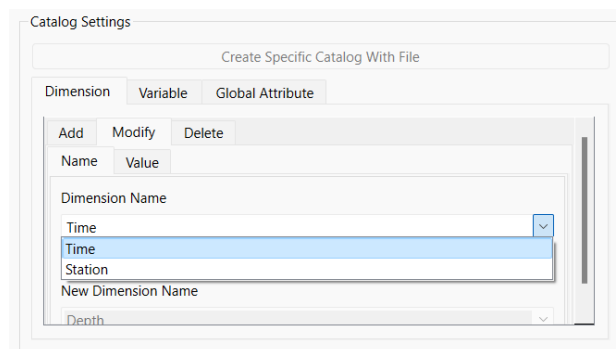 Catalog Settings
Create Specific Catalog With File
Dimension Variable Global Attribute
Add Modify Delete
Name Value
Dimension Name
Time
Time
Station
New Dimension Name
Depth